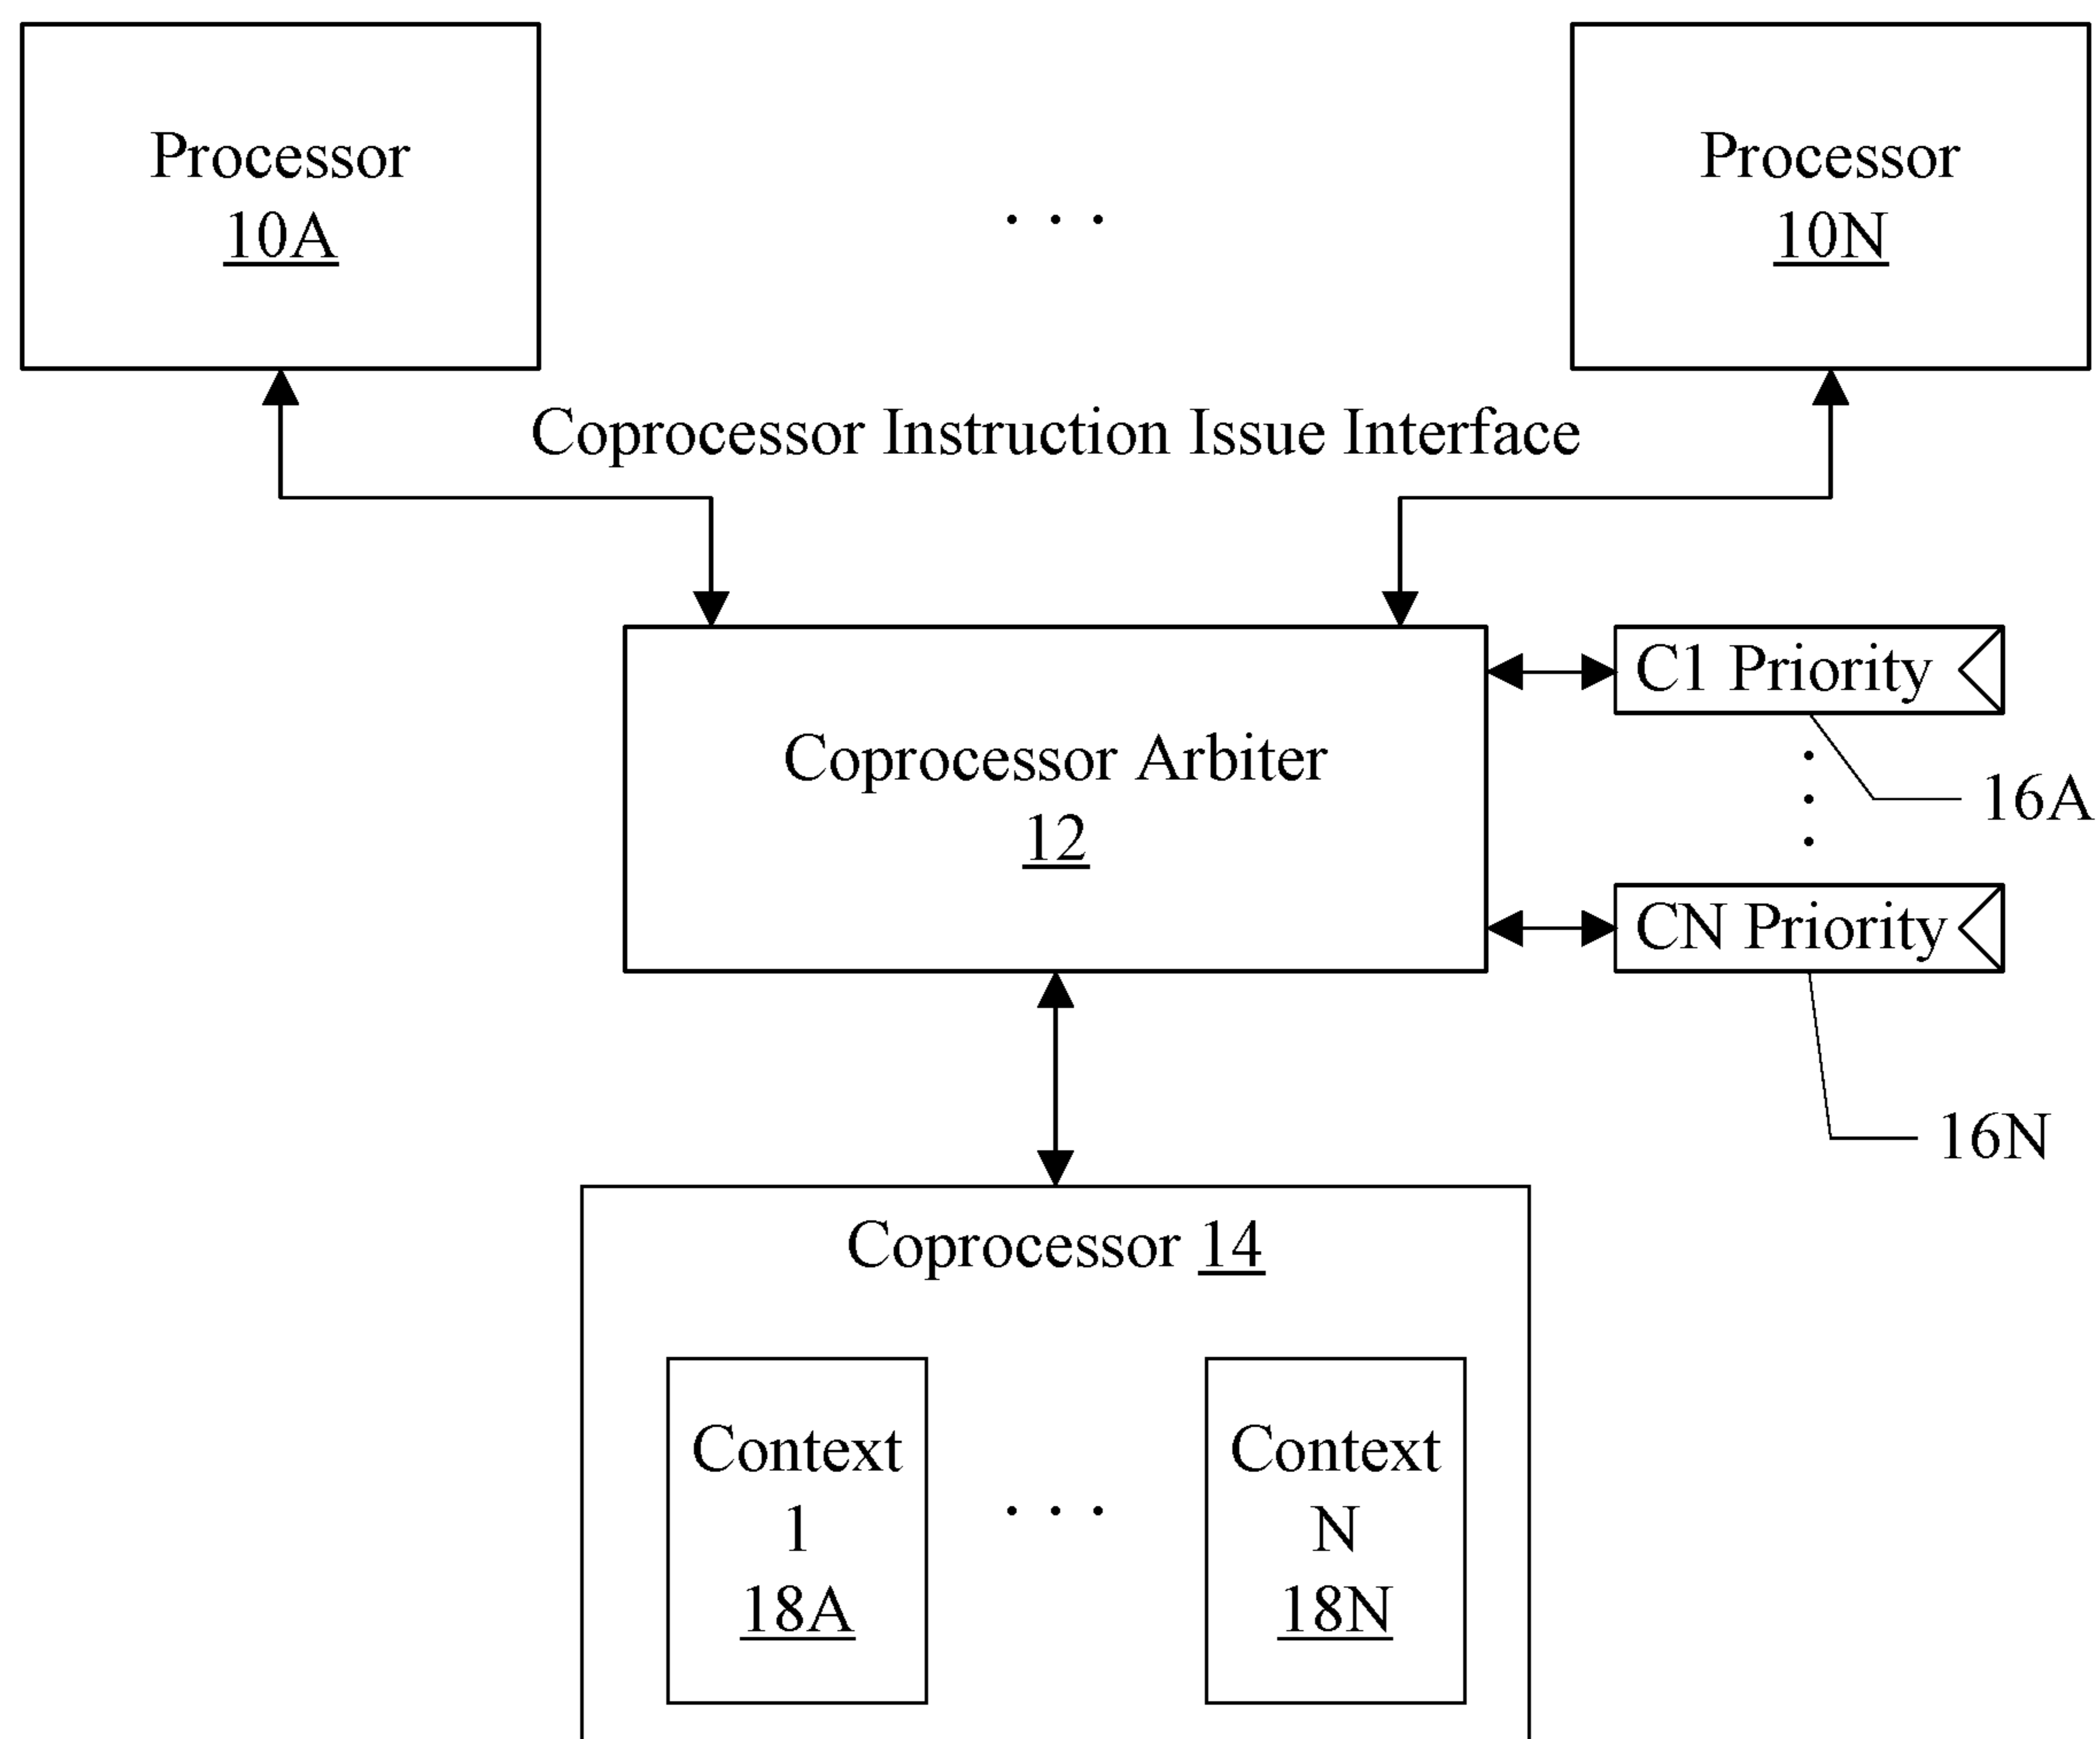 Processor
10A
. . .
Processor
10N
Coprocessor Instruction Issue Interface
Coprocessor Arbiter
12
C1 Priority
16A
CN Priority
16N
Coprocessor 14
Context
1
18A
. . .
Context
N
18N